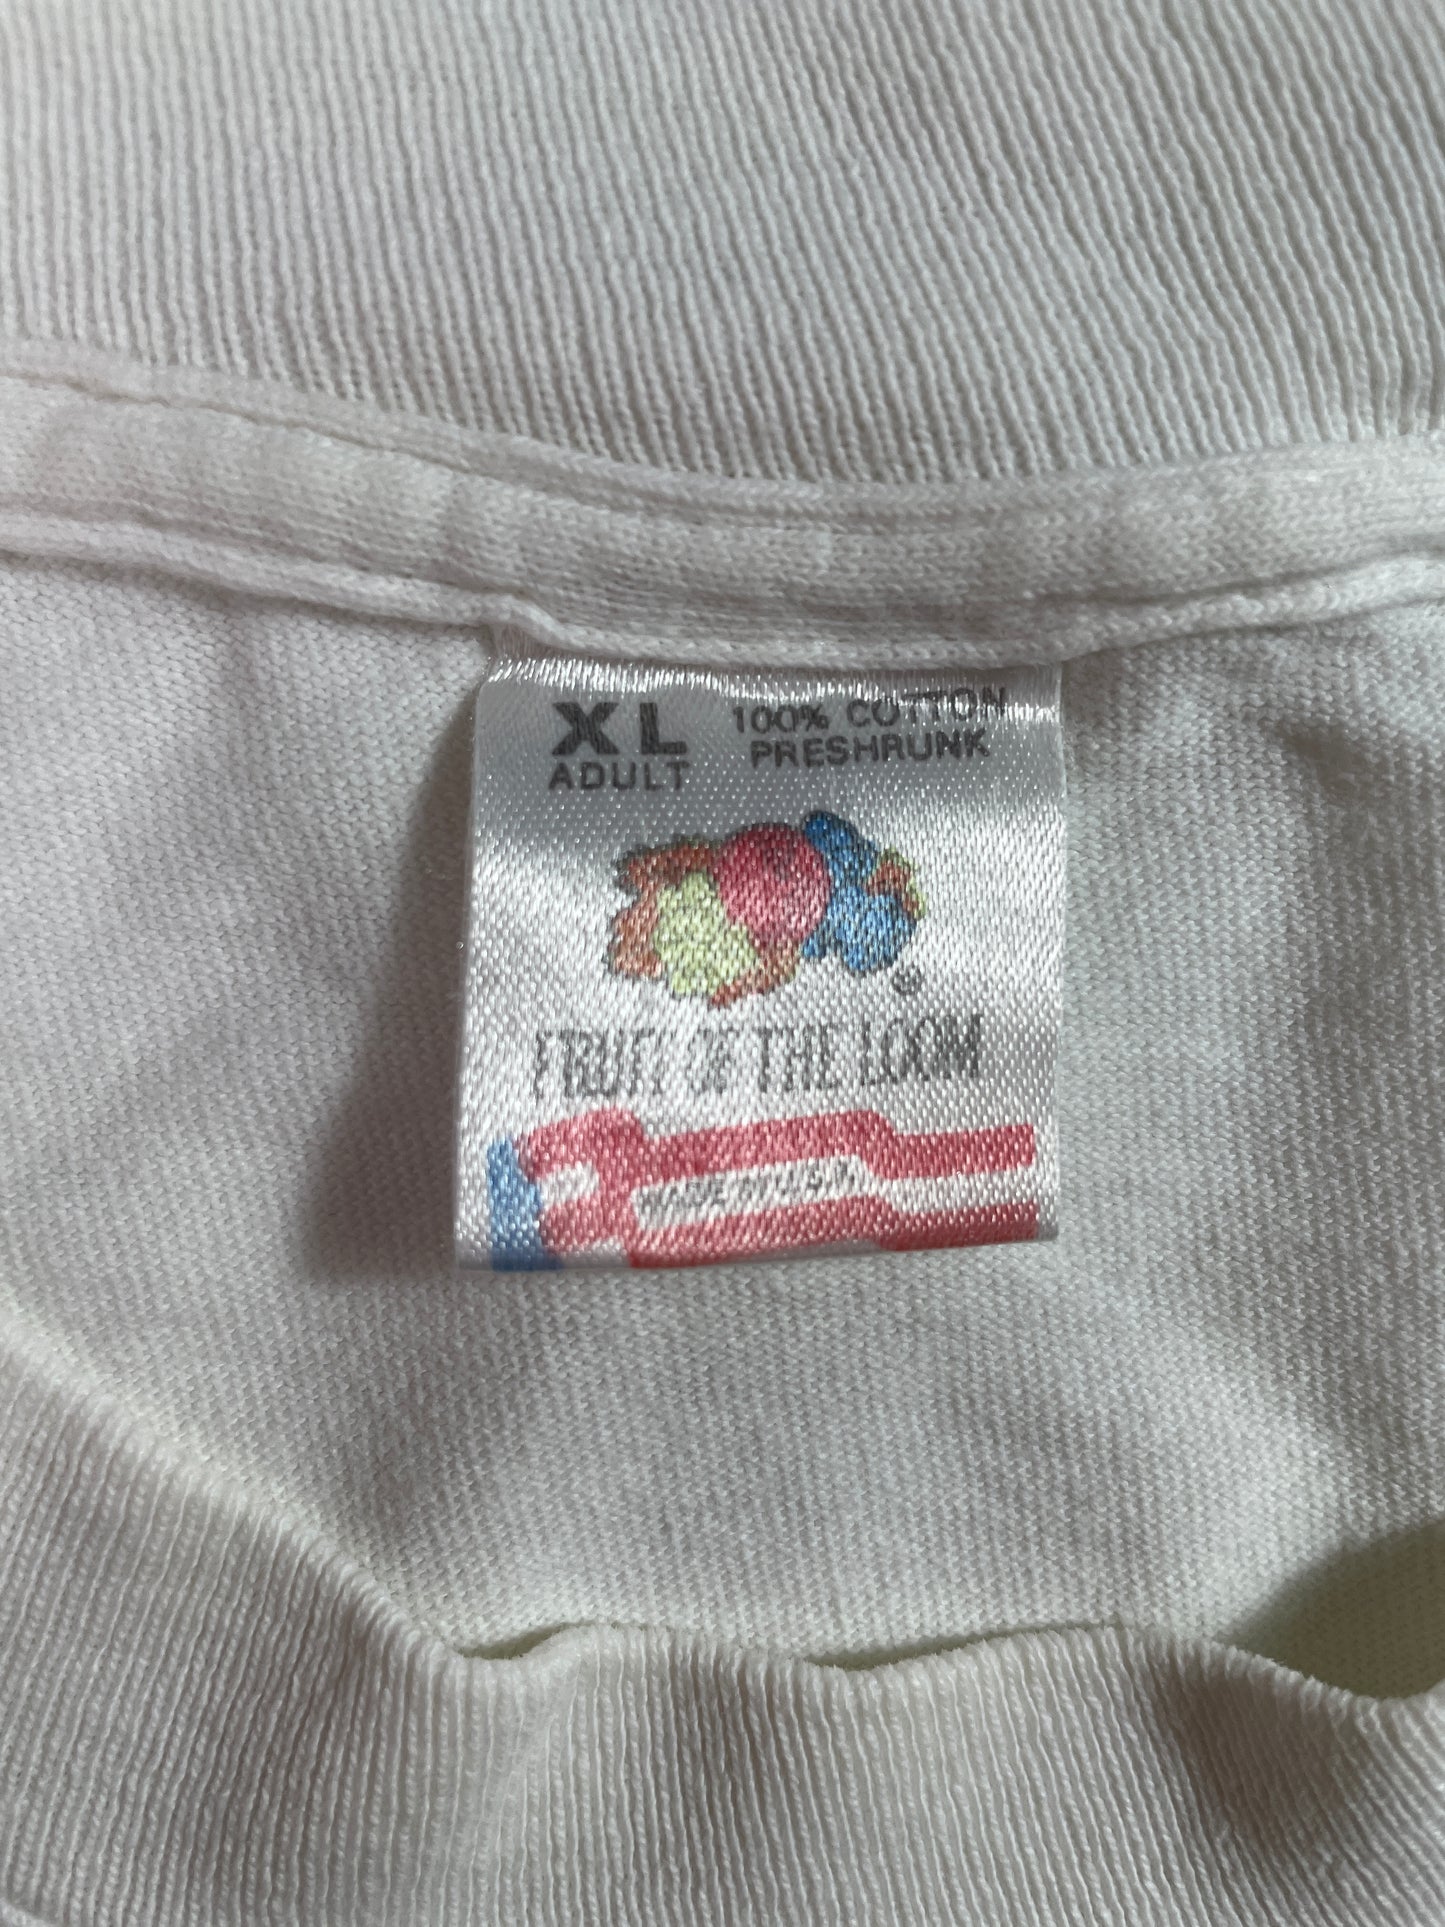 XL 100% COTTON
ADULT PRESHRUNK
®
FRUIT OF THE LOOM
MADE IN U.S.A.